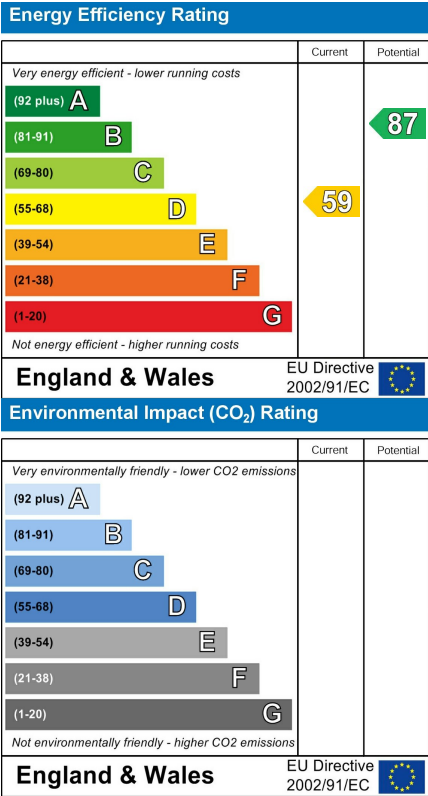 Energy Efficiency Rating
Current Potential
Very energy efficient - lower running costs
(92 plus) A
(81-91) B
87
(69-80) C
(55-68) D
59
(39-54) E
(21-38) F
(1-20) G
Not energy efficient - higher running costs
England & Wales
EU Directive
2002/91/EC
Environmental Impact (CO₂) Rating
Current Potential
Very environmentally friendly - lower CO2 emissions
(92 plus) A
(81-91) B
(69-80) C
(55-68) D
(39-54) E
(21-38) F
(1-20) G
Not environmentally friendly - higher CO2 emissions
England & Wales
EU Directive
2002/91/EC